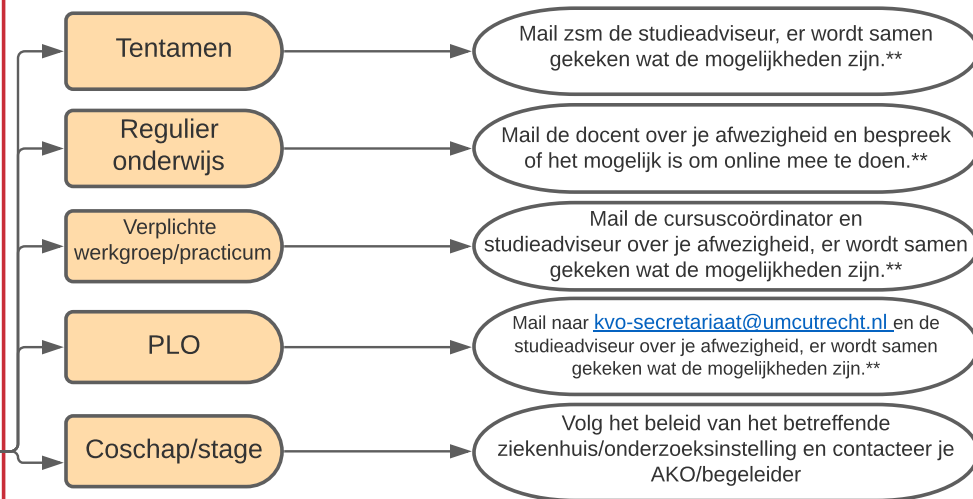 Tentamen
Mail zsm de studieadviseur, er wordt samen
gekeken wat de mogelijkheden zijn.**
Regulier
onderwijs
Mail de docent over je afwezigheid en bespreek
of het mogelijk is om online mee te doen.**
Verplichte
werkgroep/practicum
Mail de cursuscoördinator en
studieadviseur over je afwezigheid, er wordt samen
gekeken wat de mogelijkheden zijn.**
PLO
Mail naar kvo-secretariaat@umcutrecht.nl en de
studieadviseur over je afwezigheid, er wordt samen
gekeken wat de mogelijkheden zijn.**
Coschap/stage
Volg het beleid van het betreffende
ziekenhuis/onderzoeksinstelling en contacteer je
AKO/begeleider